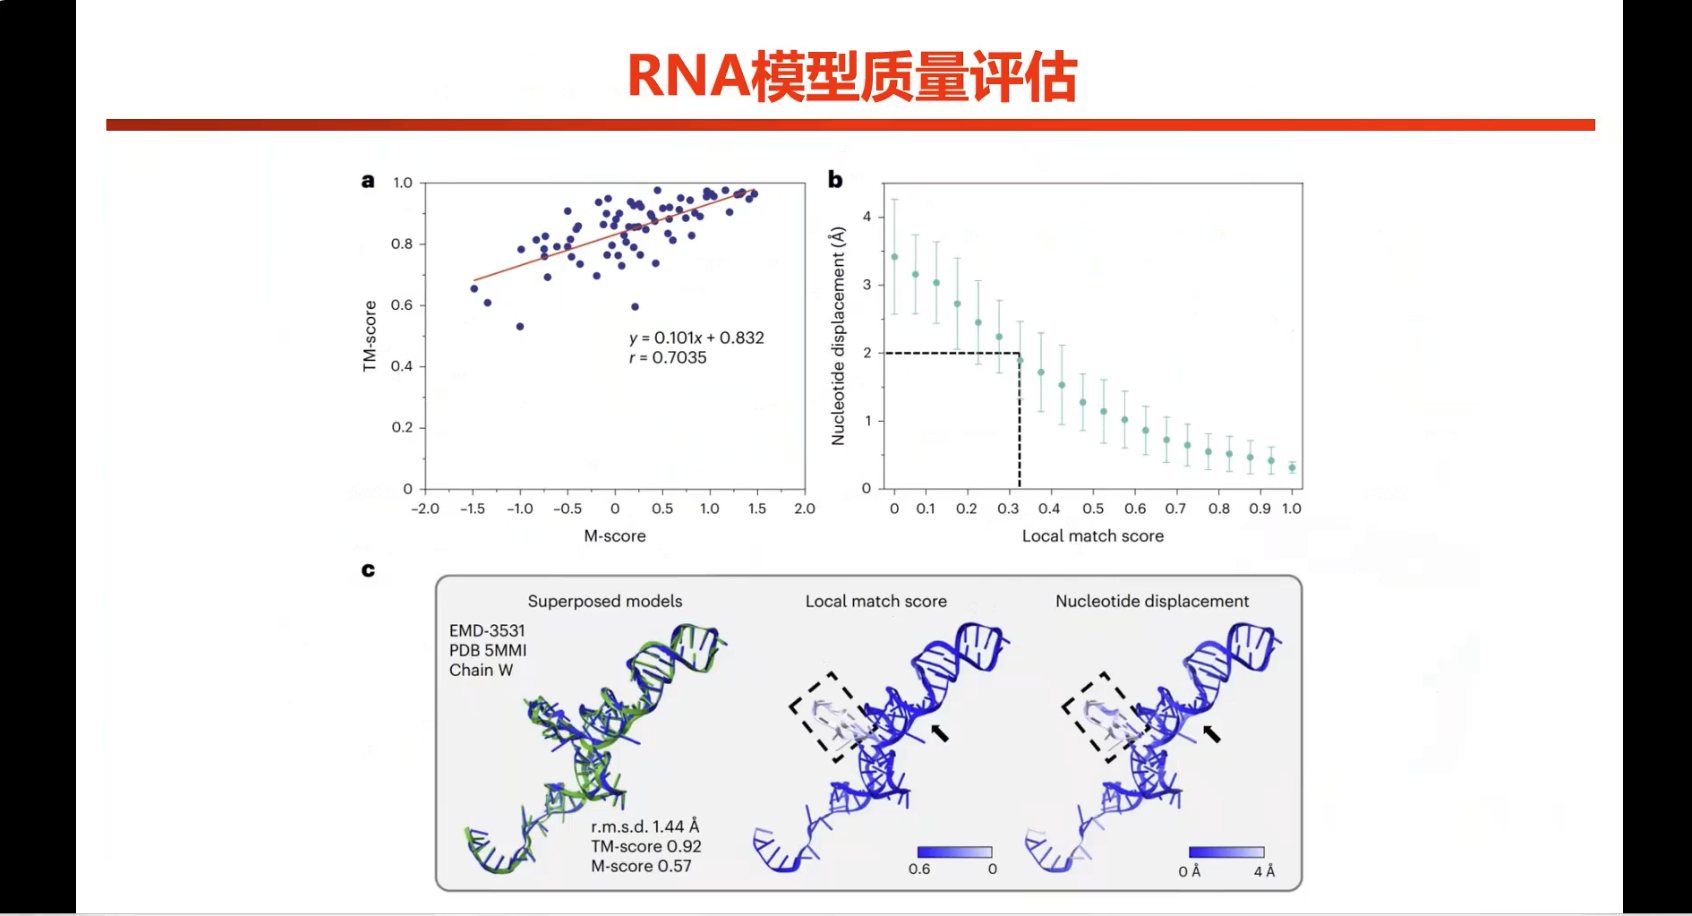 RNA模型质量评估
a
1.0
0.8
0.6
0.4
0.2
0
TM-score
y = 0.101x + 0.832
r = 0.7035
−2.0 −1.5 −1.0 −0.5 0 0.5 1.0 1.5 2.0
M-score
b
4
3
2
1
0
Nucleotide displacement (Å)
0 0.1 0.2 0.3 0.4 0.5 0.6 0.7 0.8 0.9 1.0
Local match score
c
Superposed models
EMD-3531
PDB 5MMI
Chain W
r.m.s.d. 1.44 Å
TM-score 0.92
M-score 0.57
Local match score
0.6 0
Nucleotide displacement
0 Å 4 Å